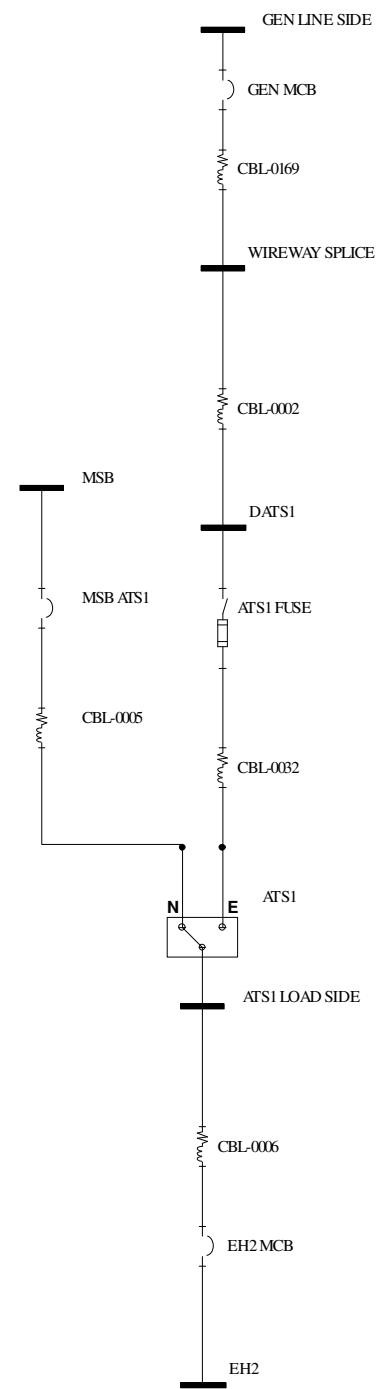 GEN LINE SIDE
GEN MCB
CBL-0169
WIREWAY SPLICE
CBL-0002
MSB
DATS1
MSB ATS1
ATS1 FUSE
CBL-0005
CBL-0032
ATS1
N E
ATS1 LOAD SIDE
CBL-0006
EH2 MCB
EH2